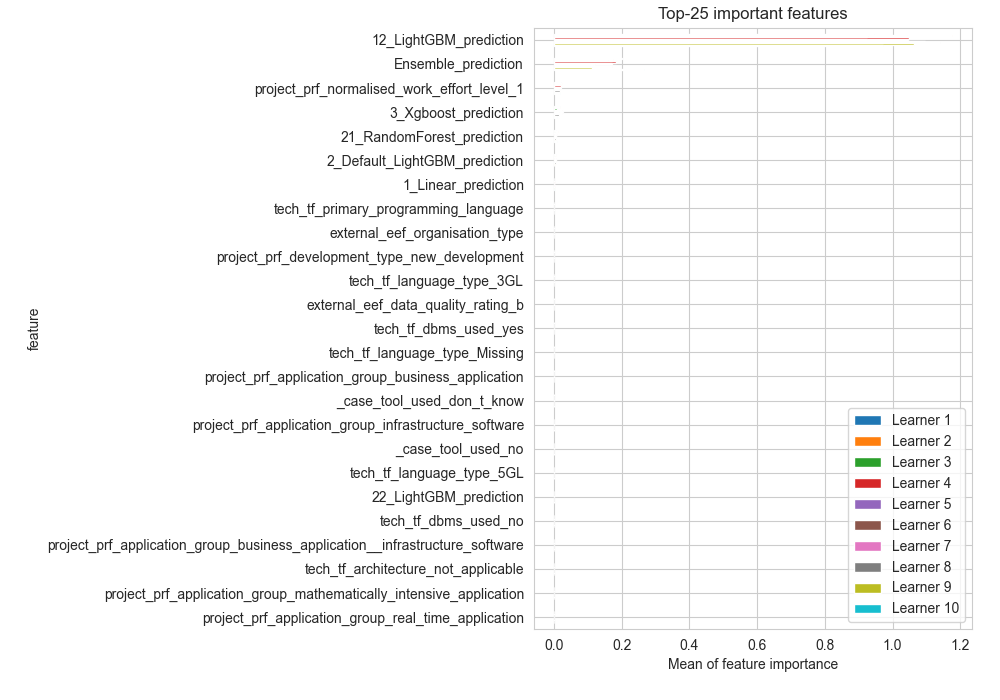 Top-25 important features
12_LightGBM_prediction
Ensemble_prediction
project_prf_normalised_work_effort_level_1
3_Xgboost_prediction
21_RandomForest_prediction
2_Default_LightGBM_prediction
1_Linear_prediction
tech_tf_primary_programming_language
external_eef_organisation_type
project_prf_development_type_new_development
tech_tf_language_type_3GL
external_eef_data_quality_rating_b
tech_tf_dbms_used_yes
tech_tf_language_type_Missing
project_prf_application_group_business_application
_case_tool_used_don_t_know
project_prf_application_group_infrastructure_software
_case_tool_used_no
tech_tf_language_type_5GL
22_LightGBM_prediction
tech_tf_dbms_used_no
project_prf_application_group_business_application__infrastructure_software
tech_tf_architecture_not_applicable
project_prf_application_group_mathematically_intensive_application
project_prf_application_group_real_time_application
feature
Learner 1
Learner 2
Learner 3
Learner 4
Learner 5
Learner 6
Learner 7
Learner 8
Learner 9
Learner 10
0.0 0.2 0.4 0.6 0.8 1.0 1.2
Mean of feature importance